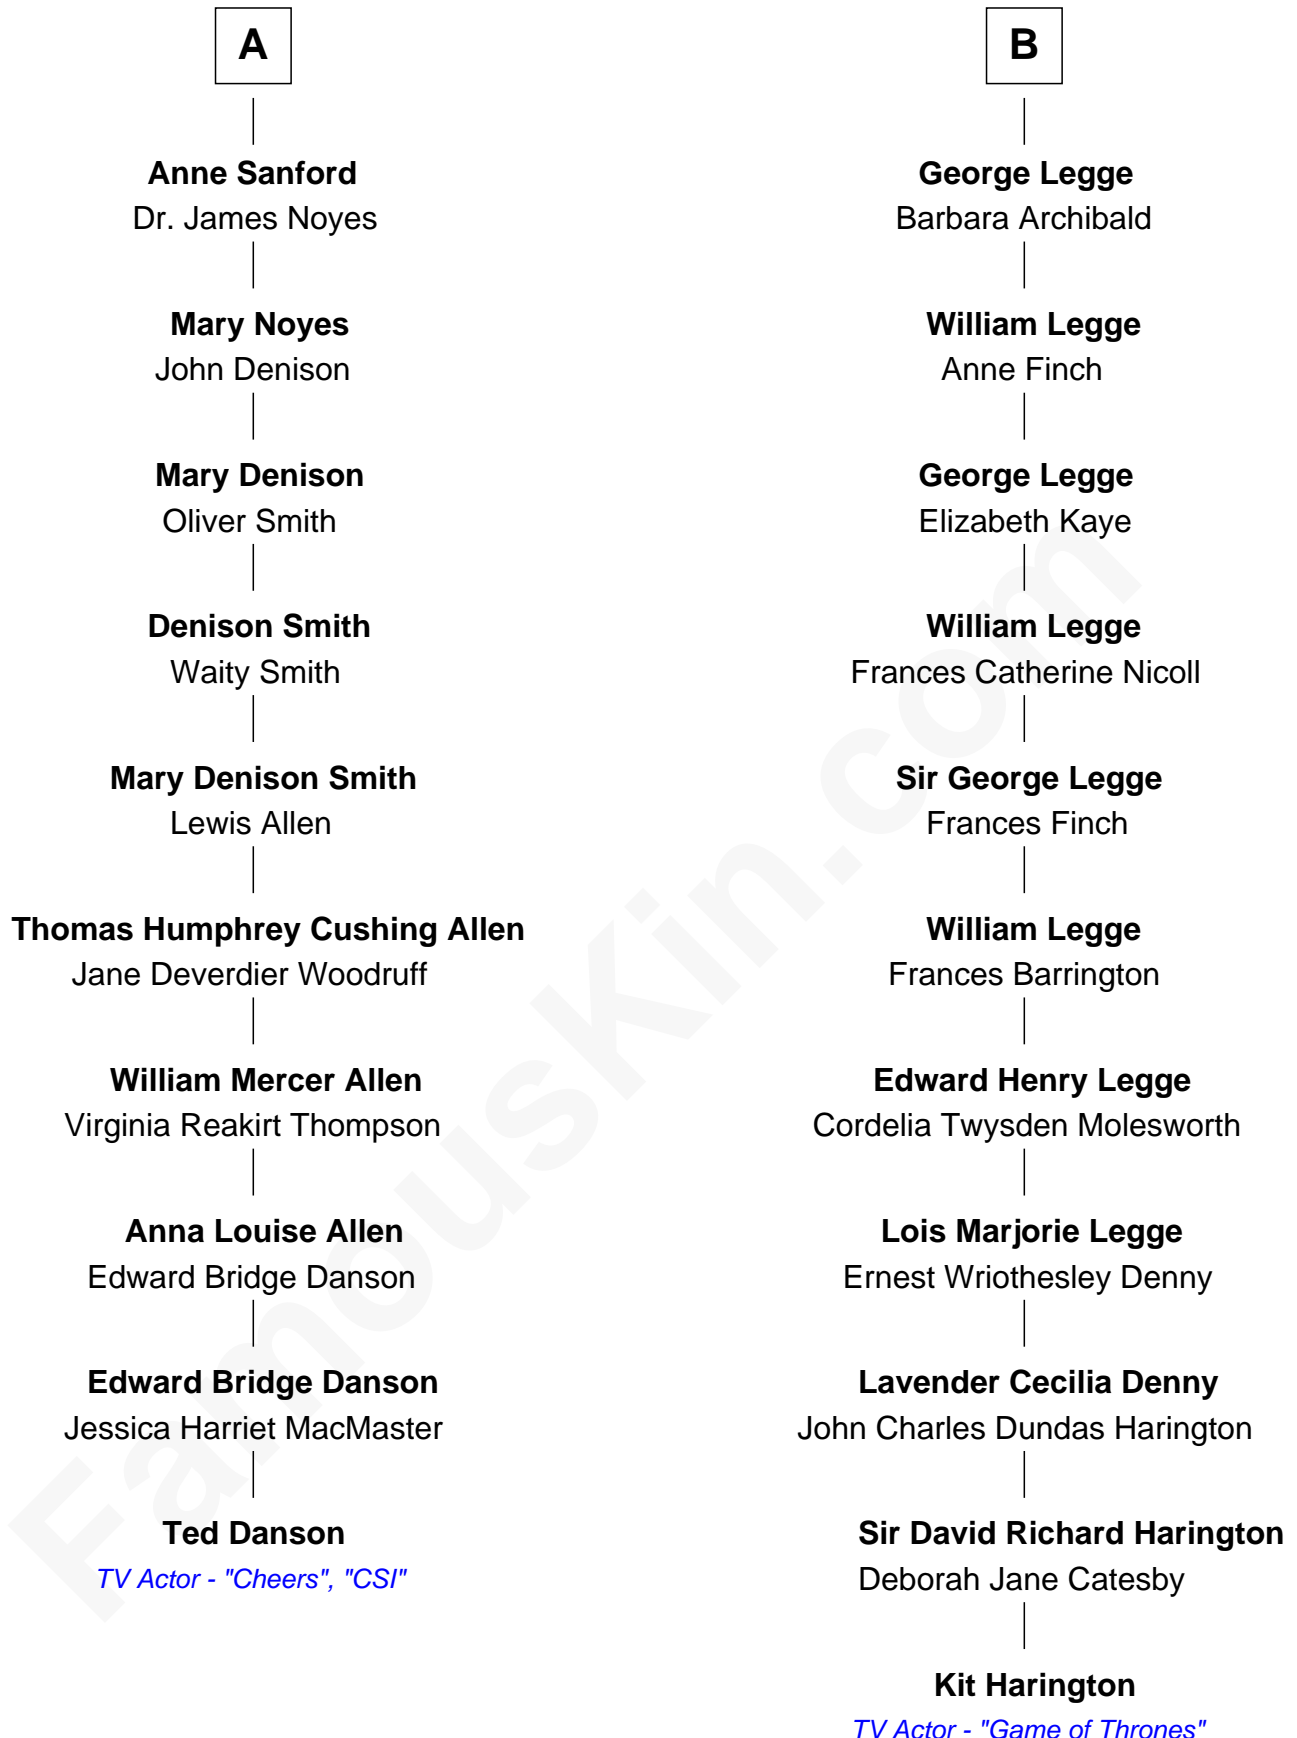 A
Anne Sanford
Dr. James Noyes
Mary Noyes
John Denison
Mary Denison
Oliver Smith
Denison Smith
Waity Smith
Mary Denison Smith
Lewis Allen
Thomas Humphrey Cushing Allen
Jane Deverdier Woodruff
William Mercer Allen
Virginia Reakirt Thompson
Anna Louise Allen
Edward Bridge Danson
Edward Bridge Danson
Jessica Harriet MacMaster
Ted Danson
TV Actor - "Cheers", "CSI"
B
George Legge
Barbara Archibald
William Legge
Anne Finch
George Legge
Elizabeth Kaye
William Legge
Frances Catherine Nicoll
Sir George Legge
Frances Finch
William Legge
Frances Barrington
Edward Henry Legge
Cordelia Twysden Molesworth
Lois Marjorie Legge
Ernest Wriothesley Denny
Lavender Cecilia Denny
John Charles Dundas Harington
Sir David Richard Harington
Deborah Jane Catesby
Kit Harington
TV Actor - "Game of Thrones"
FamousKin.com